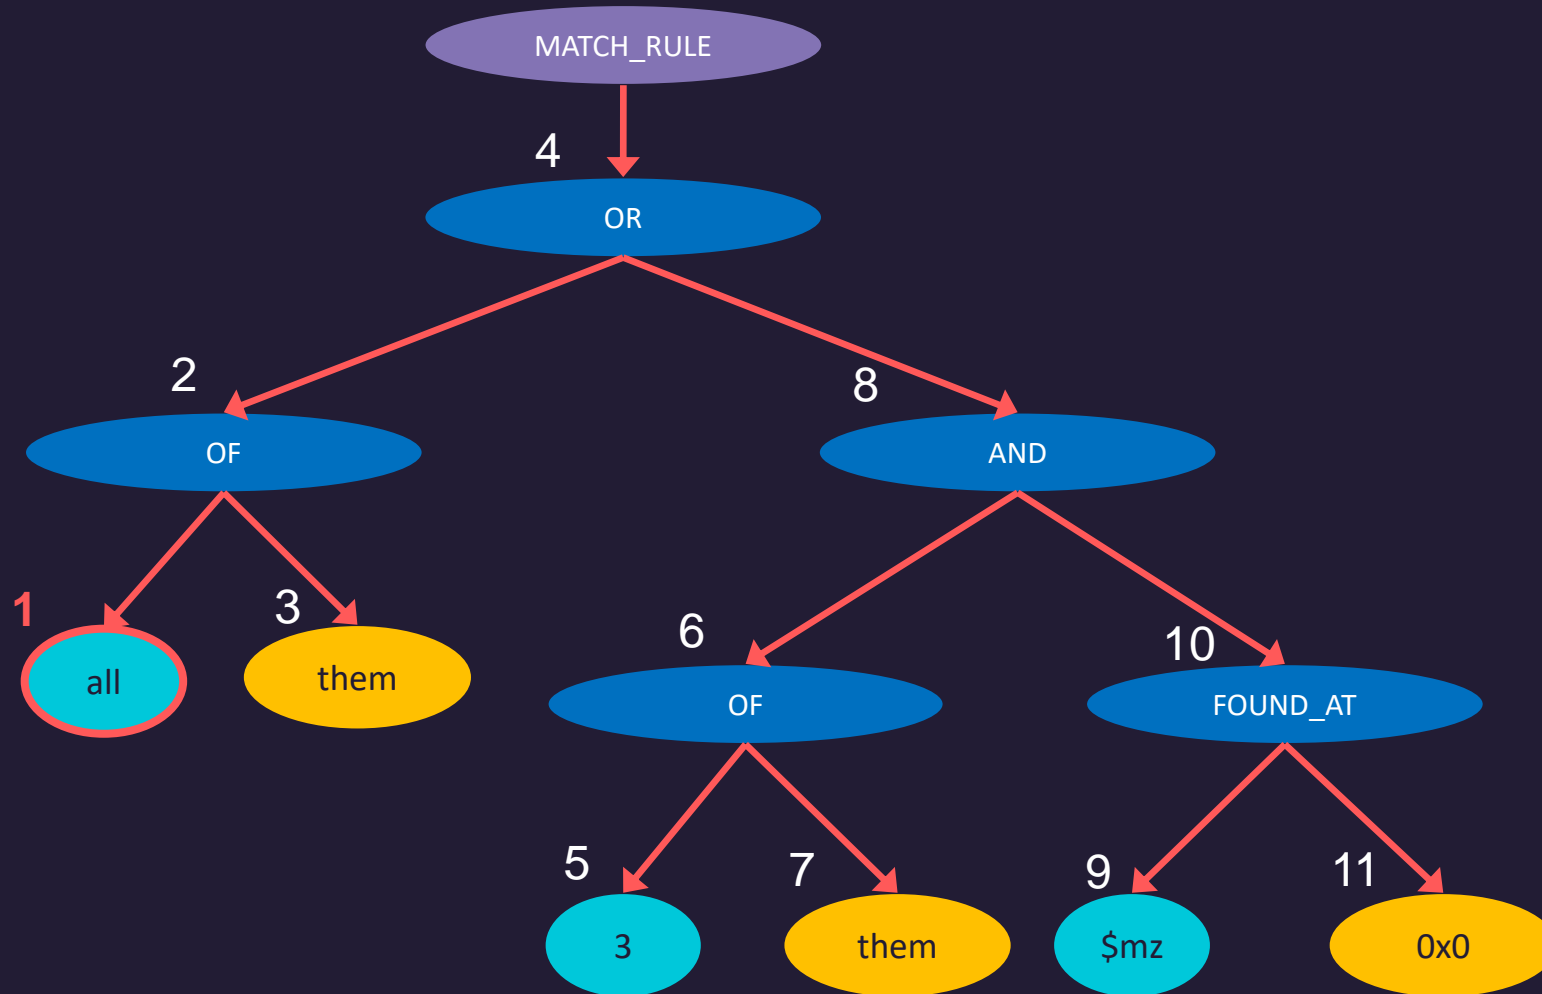 MATCH_RULE
4
OR
2
8
OF
AND
1
3
all
them
6
10
OF
FOUND_AT
5
7
9
11
3
them
$mz
0x0